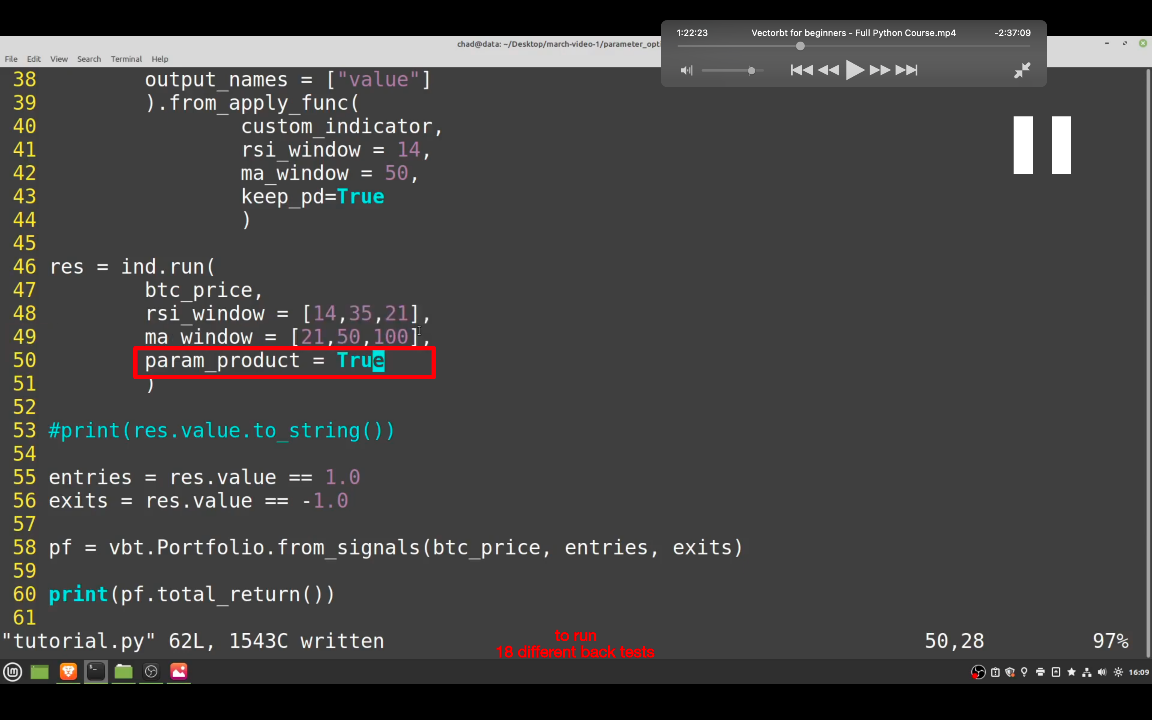 chad@data: ~/Desktop/march-video-1/parameter_opti
1:22:23
Vectorbt for beginners - Full Python Course.mp4
-2:37:09
File Edit View Search Terminal Help
38 output_names = ["value"]
39 ).from_apply_func(
40 custom_indicator,
41 rsi_window = 14,
42 ma_window = 50,
43 keep_pd=True
44 )
45
46 res = ind.run(
47 btc_price,
48 rsi_window = [14,35,21],
49 ma_window = [21,50,100],
50 param_product = True
51 )
52
53 #print(res.value.to_string())
54
55 entries = res.value == 1.0
56 exits = res.value == -1.0
57
58 pf = vbt.Portfolio.from_signals(btc_price, entries, exits)
59
60 print(pf.total_return())
61
"tutorial.py" 62L, 1543C written 50,28 97%
to run
18 different back tests
16:09